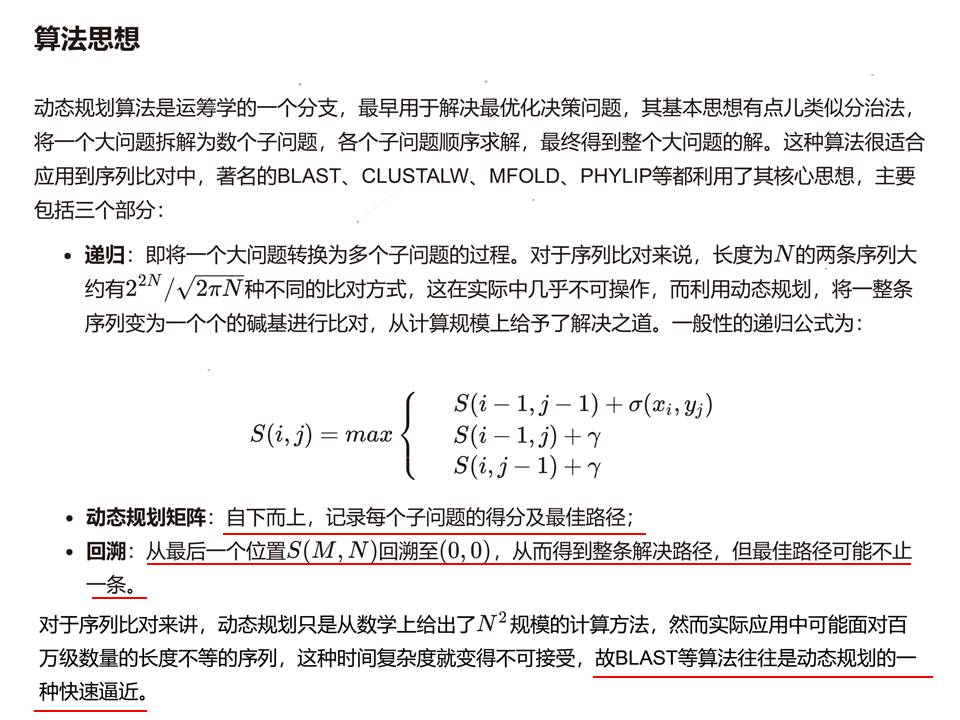 算法思想
动态规划算法是运筹学的一个分支，最早用于解决最优化决策问题，其基本思想有点儿类似分治法，
将一个大问题拆解为数个子问题，各个子问题顺序求解，最终得到整个大问题的解。这种算法很适合
应用到序列比对中，著名的BLAST、CLUSTALW、MFOLD、PHYLIP等都利用了其核心思想，主要
包括三个部分：
• 递归：即将一个大问题转换为多个子问题的过程。对于序列比对来说，长度为N的两条序列大
约有2^{2N}/√(2πN)种不同的比对方式，这在实际中几乎不可操作，而利用动态规划，将一整条
序列变为一个个的碱基进行比对，从计算规模上给予了解决之道。一般性的递归公式为：
S(i−1, j−1) + σ(x_i, y_j)
S(i, j) = max { S(i−1, j) + γ
S(i, j−1) + γ
• 动态规划矩阵：自下而上，记录每个子问题的得分及最佳路径；
• 回溯：从最后一个位置S(M, N)回溯至(0, 0)，从而得到整条解决路径，但最佳路径可能不止
一条。
对于序列比对来讲，动态规划只是从数学上给出了N²规模的计算方法，然而实际应用中可能面对百
万级数量的长度不等的序列，这种时间复杂度就变得不可接受，故BLAST等算法往往是动态规划的一
种快速逼近。